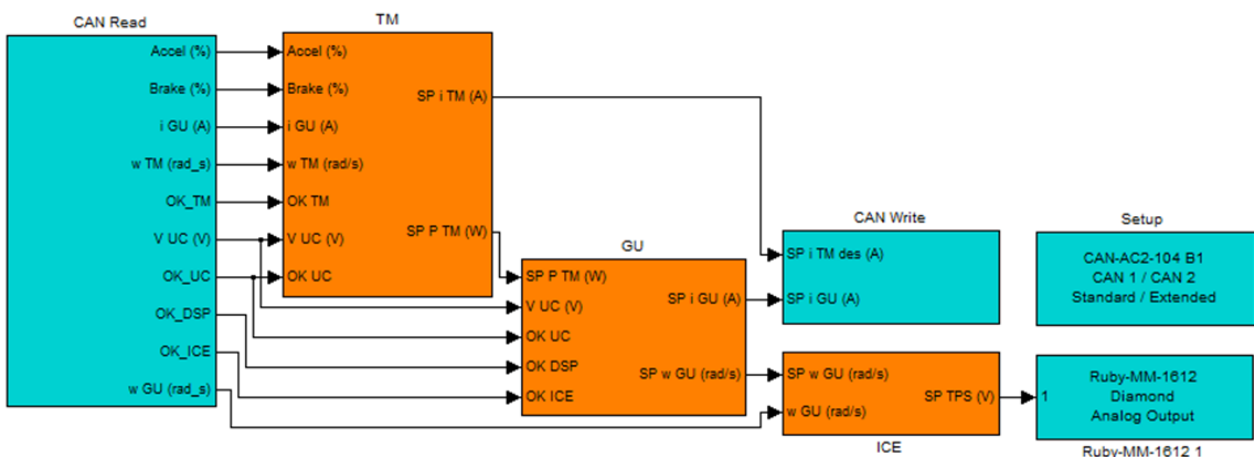 CAN Read
Accel (%)
Brake (%)
i GU (A)
w TM (rad_s)
OK_TM
V UC (V)
OK_UC
OK_DSP
OK_ICE
w GU (rad_s)
TM
Accel (%)
Brake (%)
i GU (A)
w TM (rad/s)
OK TM
V UC (V)
OK UC
SP i TM (A)
SP P TM (W)
GU
SP P TM (W)
V UC (V)
OK UC
OK DSP
OK ICE
SP i GU (A)
SP w GU (rad/s)
CAN Write
SP i TM des (A)
SP i GU (A)
SP w GU (rad/s)
w GU (rad/s)
SP TPS (V)
ICE
Setup
CAN-AC2-104 B1
CAN 1 / CAN 2
Standard / Extended
1
Ruby-MM-1612
Diamond
Analog Output
Ruby-MM-1612 1